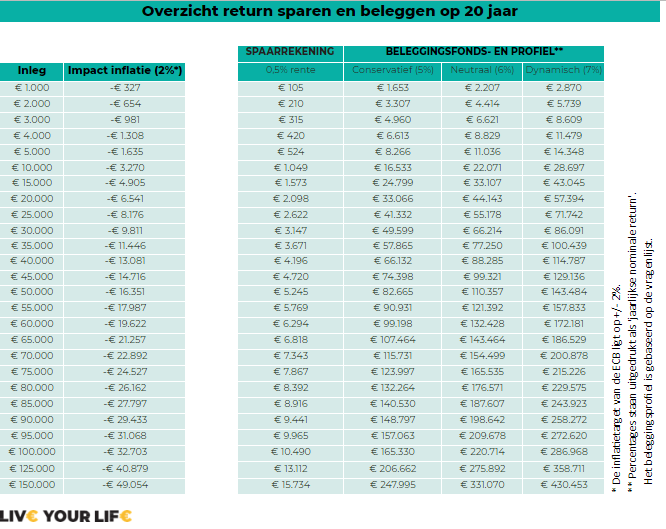 Overzicht return sparen en beleggen op 20 jaar
SPAARREKENING BELEGGINGSFONDS- EN PROFIEL**
Inleg Impact inflatie (2%*) 0,5% rente Conservatief (5%) Neutraal (6%) Dynamisch (7%)
€ 1.000 -€ 327 € 105 € 1.653 € 2.207 € 2.870
€ 2.000 -€ 654 € 210 € 3.307 € 4.414 € 5.739
€ 3.000 -€ 981 € 315 € 4.960 € 6.621 € 8.609
€ 4.000 -€ 1.308 € 420 € 6.613 € 8.829 € 11.479
€ 5.000 -€ 1.635 € 524 € 8.266 € 11.036 € 14.348
€ 10.000 -€ 3.270 € 1.049 € 16.533 € 22.071 € 28.697
€ 15.000 -€ 4.905 € 1.573 € 24.799 € 33.107 € 43.045
€ 20.000 -€ 6.541 € 2.098 € 33.066 € 44.143 € 57.394
€ 25.000 -€ 8.176 € 2.622 € 41.332 € 55.178 € 71.742
€ 30.000 -€ 9.811 € 3.147 € 49.599 € 66.214 € 86.091
€ 35.000 -€ 11.446 € 3.671 € 57.865 € 77.250 € 100.439
€ 40.000 -€ 13.081 € 4.196 € 66.132 € 88.285 € 114.787
€ 45.000 -€ 14.716 € 4.720 € 74.398 € 99.321 € 129.136
€ 50.000 -€ 16.351 € 5.245 € 82.665 € 110.357 € 143.484
€ 55.000 -€ 17.987 € 5.769 € 90.931 € 121.392 € 157.833
€ 60.000 -€ 19.622 € 6.294 € 99.198 € 132.428 € 172.181
€ 65.000 -€ 21.257 € 6.818 € 107.464 € 143.464 € 186.529
€ 70.000 -€ 22.892 € 7.343 € 115.731 € 154.499 € 200.878
€ 75.000 -€ 24.527 € 7.867 € 123.997 € 165.535 € 215.226
€ 80.000 -€ 26.162 € 8.392 € 132.264 € 176.571 € 229.575
€ 85.000 -€ 27.797 € 8.916 € 140.530 € 187.607 € 243.923
€ 90.000 -€ 29.433 € 9.441 € 148.797 € 198.642 € 258.272
€ 95.000 -€ 31.068 € 9.965 € 157.063 € 209.678 € 272.620
€ 100.000 -€ 32.703 € 10.490 € 165.330 € 220.714 € 286.968
€ 125.000 -€ 40.879 € 13.112 € 206.662 € 275.892 € 358.711
€ 150.000 -€ 49.054 € 15.734 € 247.995 € 331.070 € 430.453
* De inflatietarget van de ECB ligt op +/- 2%.
** Percentages staan uitgedrukt als 'jaarlijkse nominale return'.
Het beleggingsprofiel is gebaseerd op de vragenlijst.
LIV€ YOUR LIF€